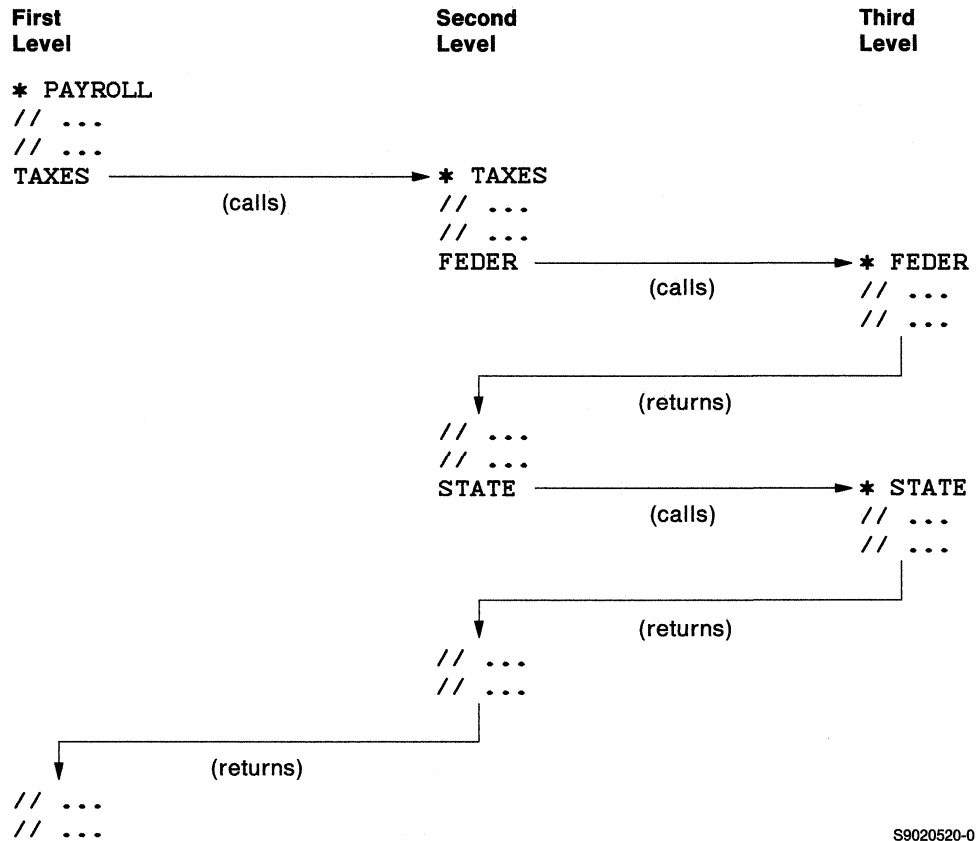 First Level
Second Level
Third Level
* PAYROLL
// ...
// ...
TAXES
(calls)
* TAXES
// ...
// ...
FEDER
(calls)
* FEDER
// ...
// ...
(returns)
// ...
// ...
STATE
(calls)
* STATE
// ...
// ...
(returns)
// ...
// ...
(returns)
// ...
// ...
S9020520-0